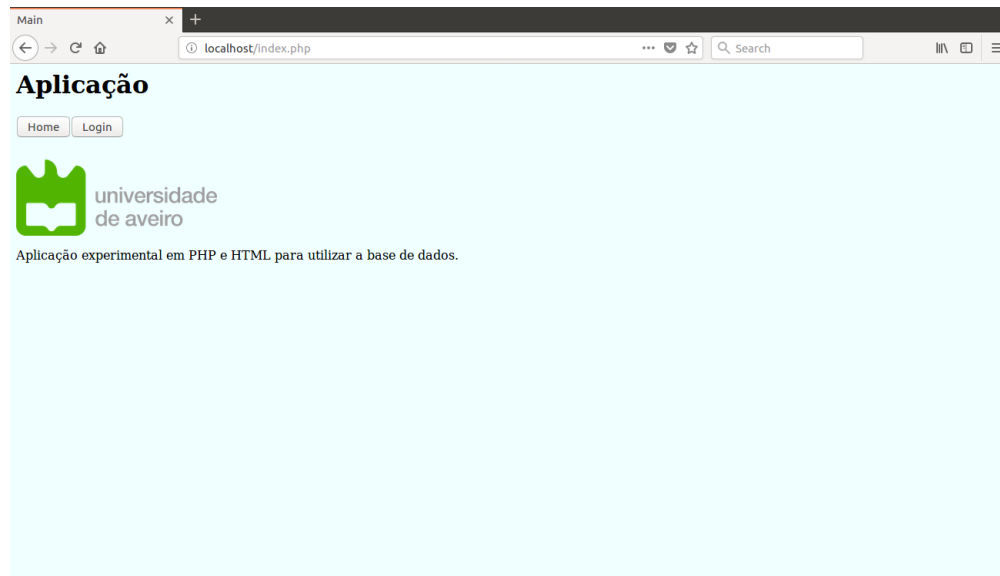 Main
localhost/index.php
Search
Aplicação
Home Login
universidade
de aveiro
Aplicação experimental em PHP e HTML para utilizar a base de dados.